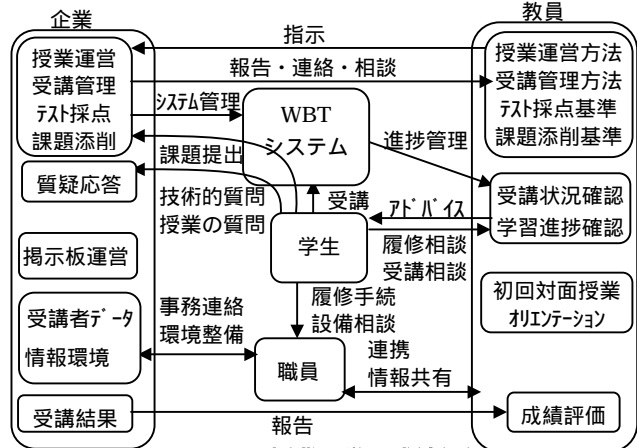 企業
教員
指示
授業運営
受講管理
ﾃｽﾄ採点
課題添削
授業運営方法
受講管理方法
ﾃｽﾄ採点基準
課題添削基準
報告・連絡・相談
ｼｽﾃﾑ管理
WBT
システム
進捗管理
課題提出
質疑応答
技術的質問
授業の質問
受講
ｱﾄﾞﾊﾞｲｽ
受講状況確認
学習進捗確認
学生
履修相談
受講相談
掲示板運営
履修手続
設備相談
初回対面授業
ｵﾘｴﾝﾃｰｼｮﾝ
事務連絡
環境整備
受講者ﾃﾞｰﾀ
情報環境
職員
連携
情報共有
受講結果
報告
成績評価